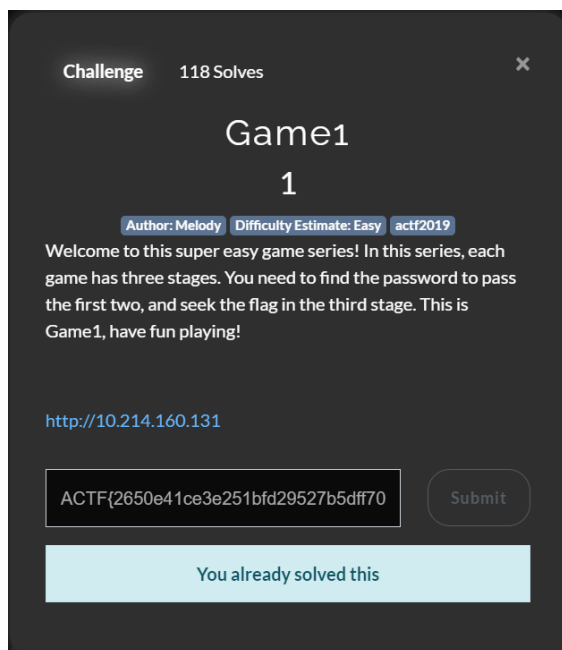 Challenge 118 Solves ×
Game1
1
Author: Melody Difficulty Estimate: Easy actf2019
Welcome to this super easy game series! In this series, each
game has three stages. You need to find the password to pass
the first two, and seek the flag in the third stage. This is
Game1, have fun playing!
http://10.214.160.131
ACTF{2650e41ce3e251bfd29527b5dff70 Submit
You already solved this